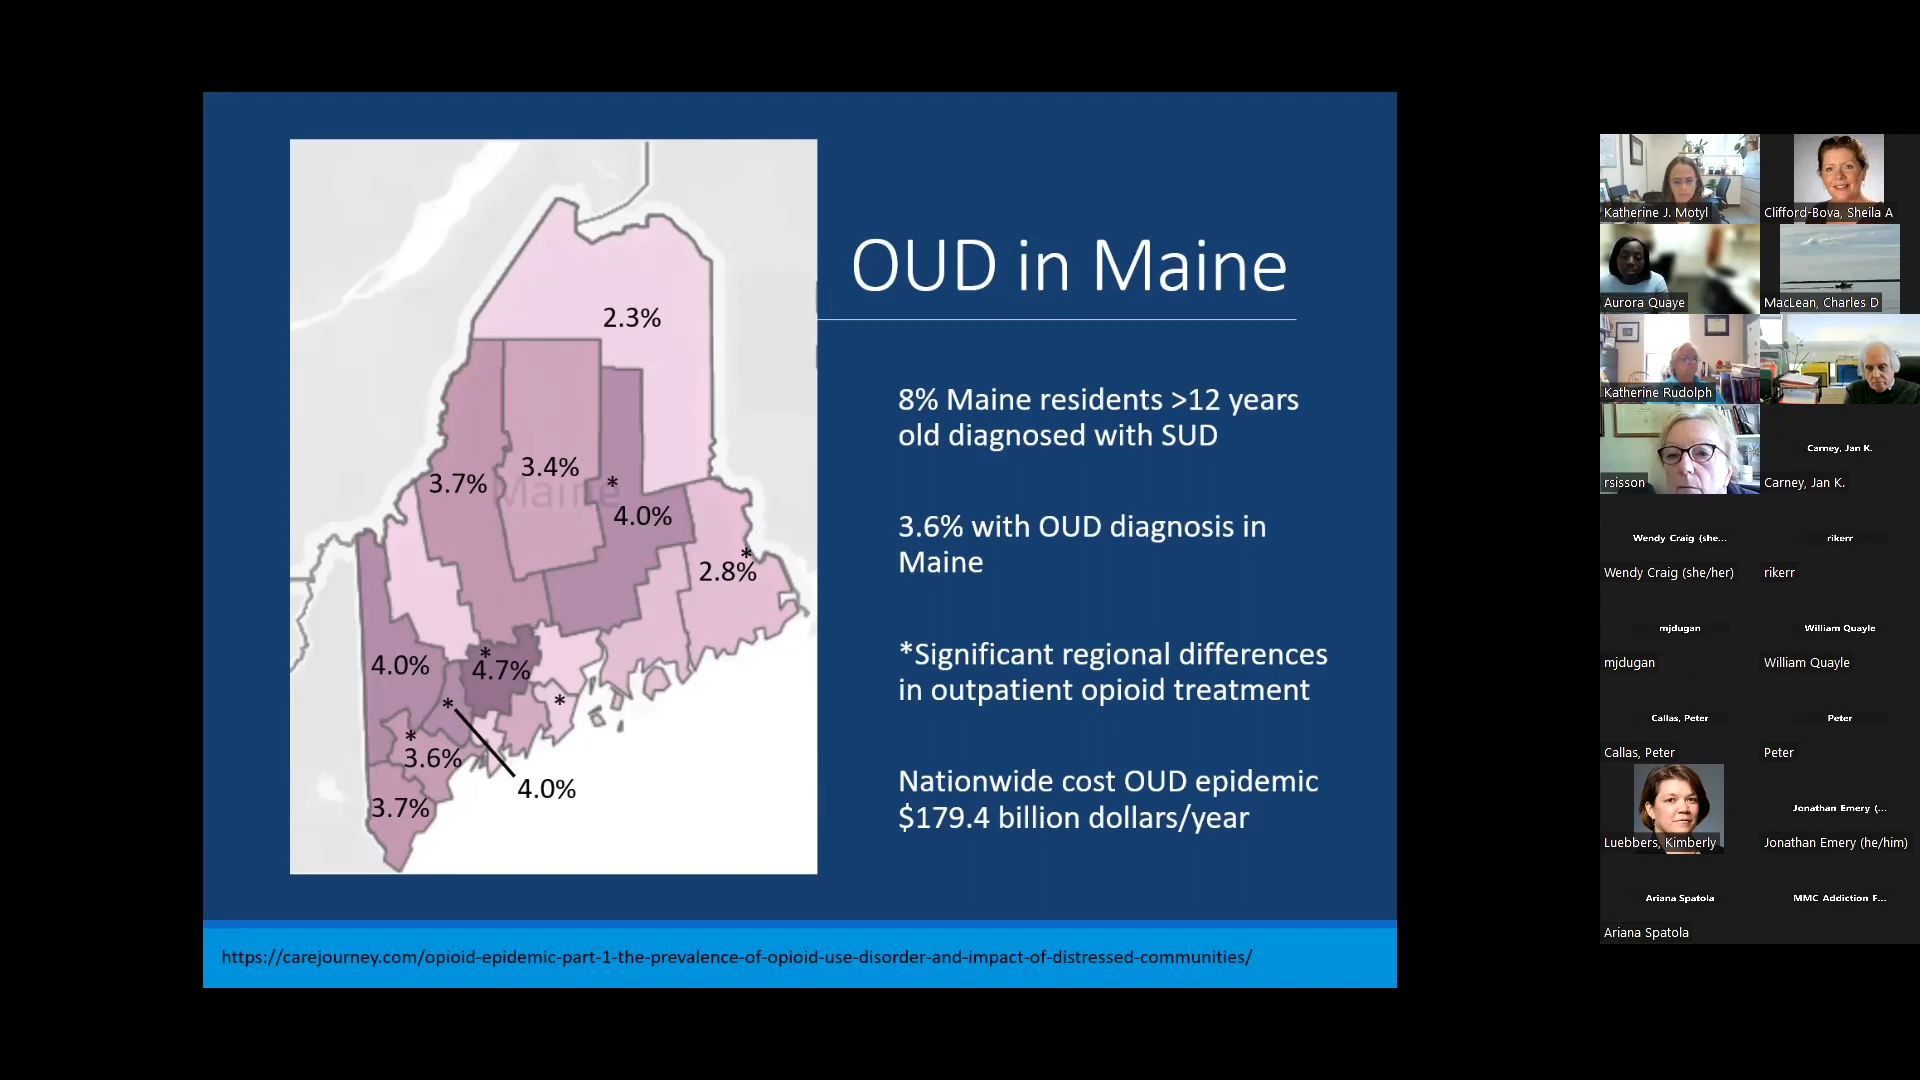 OUD in Maine
8% Maine residents >12 years
old diagnosed with SUD
3.6% with OUD diagnosis in
Maine
*Significant regional differences
in outpatient opioid treatment
Nationwide cost OUD epidemic
$179.4 billion dollars/year
2.3%
3.7%
3.4%
Maine
*
4.0%
*
2.8%
4.0%
*
4.7%
*
*
*
3.6%
4.0%
3.7%
https://carejourney.com/opioid-epidemic-part-1-the-prevalence-of-opioid-use-disorder-and-impact-of-distressed-communities/
Katherine J. Motyl
Clifford-Bova, Sheila A
Aurora Quaye
MacLean, Charles D
Katherine Rudolph
rsisson
Carney, Jan K.
Carney, Jan K.
Wendy Craig (she...
Wendy Craig (she/her)
rikerr
rikerr
mjdugan
mjdugan
William Quayle
William Quayle
Callas, Peter
Callas, Peter
Peter
Peter
Luebbers, Kimberly
Jonathan Emery (...
Jonathan Emery (he/him)
Ariana Spatola
Ariana Spatola
MMC Addiction F...